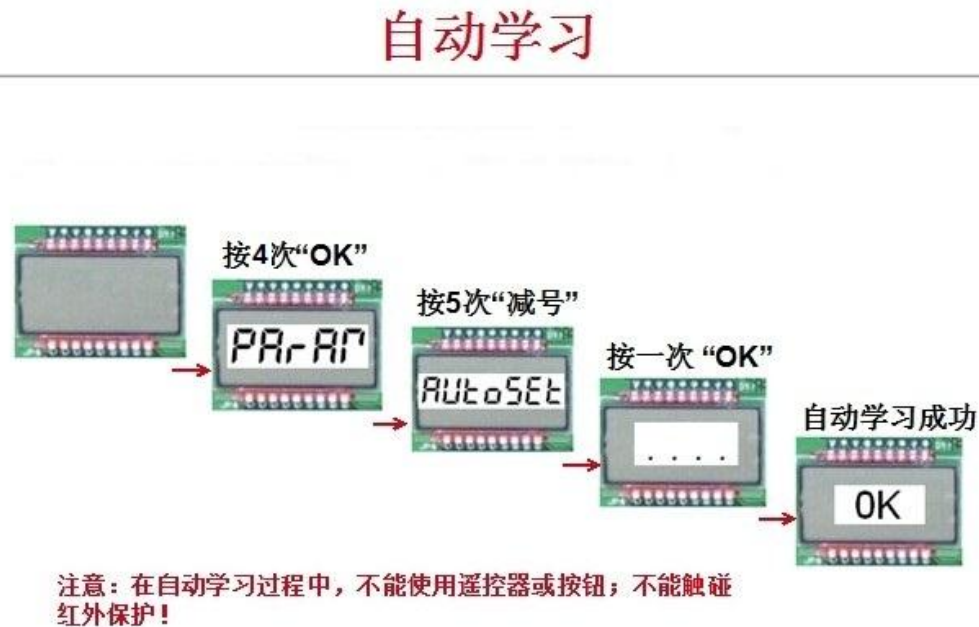 自动学习
按4次“OK”
PArAM
按5次“减号”
AUtoSEt
按一次 “OK”
. . . .
自动学习成功
OK
注意：在自动学习过程中，不能使用遥控器或按钮；不能触碰
红外保护！